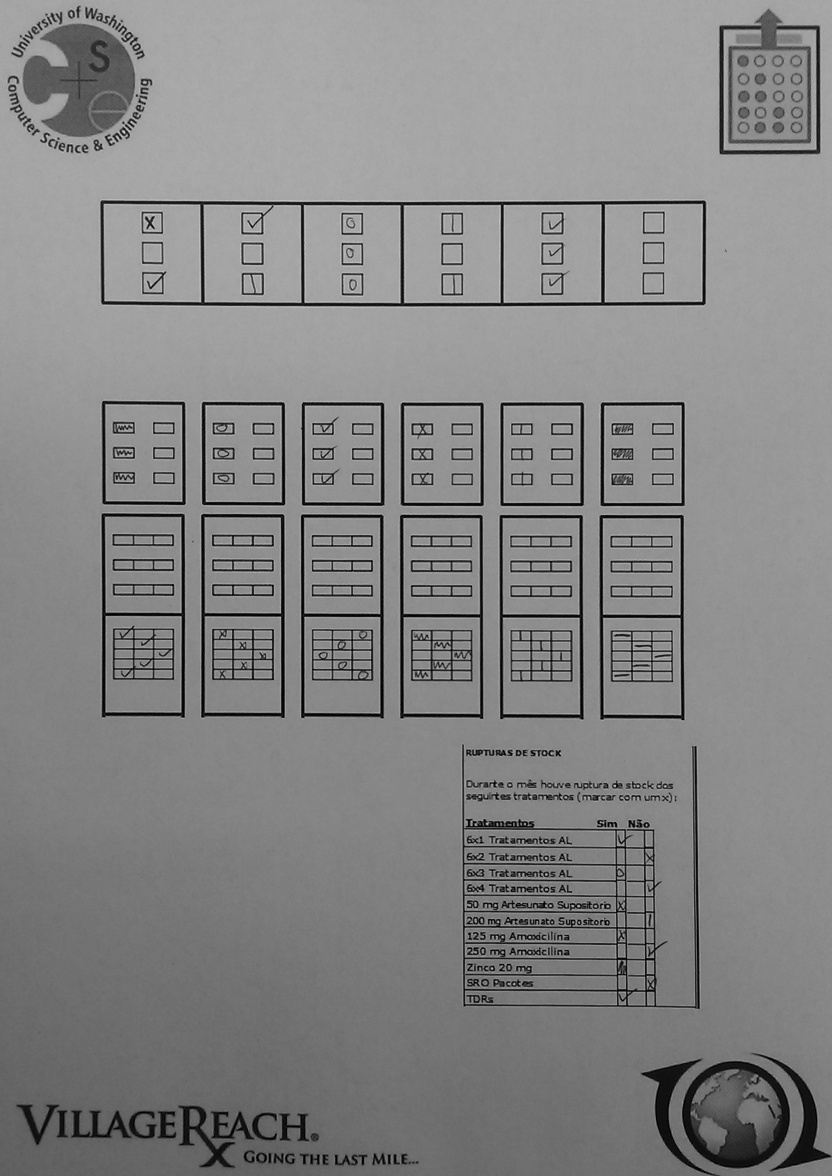 University of Washington
Computer Science & Engineering
C S e
RUPTURAS DE STOCK
Durarte o mês houve ruptura de stock dos
seguirtes tratamentos (marcar com um x):
Tratamentos Sim Não
6x1 Tratamentos AL
6x2 Tratamentos AL
6x3 Tratamentos AL
6x4 Tratamentos AL
50 mg Artesunato Supositorio
200 mg Artesunato Supositorio
125 mg Amoxicilina
250 mg Amoxicilina
Zinco 20 mg
SRO Pacotes
TDRs
VILLAGEREACH®
GOING THE LAST MILE...